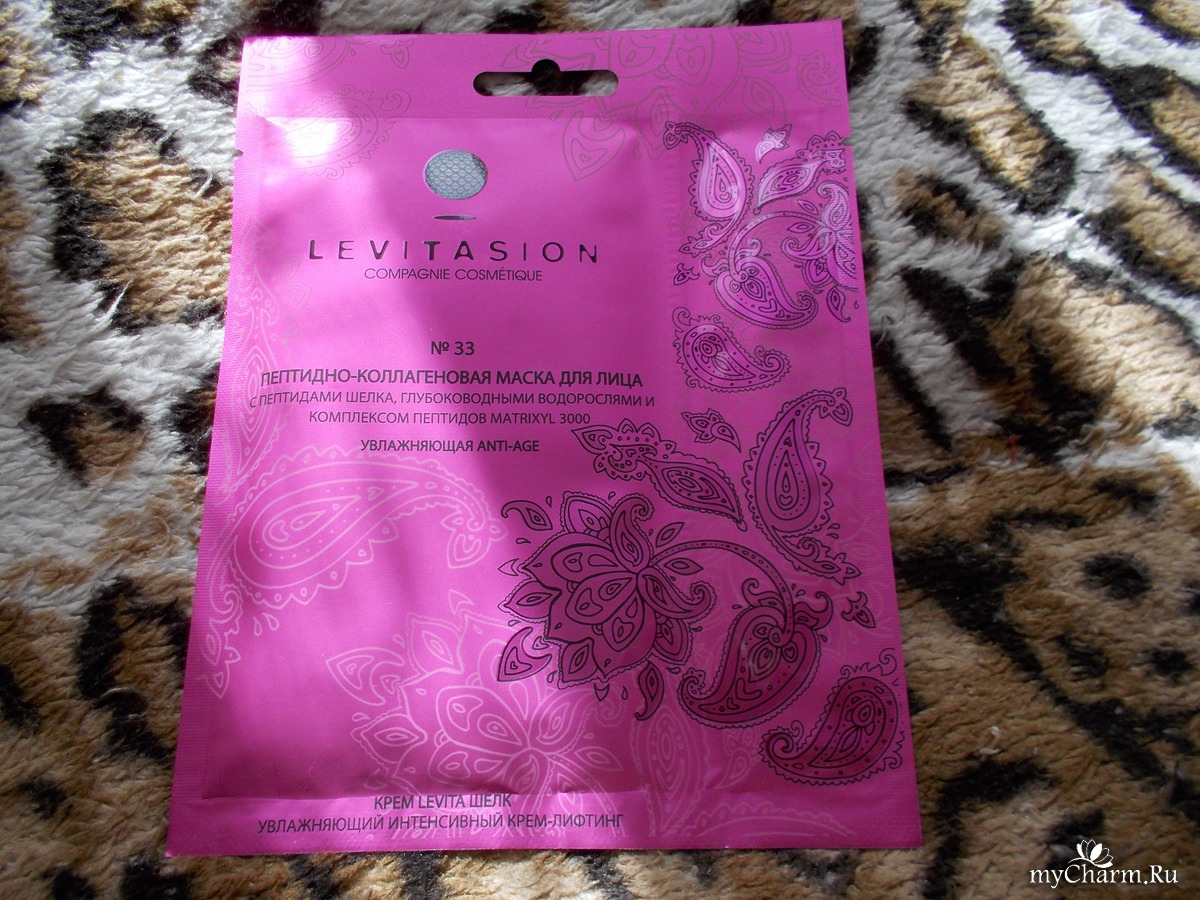 LEVITASION
COMPAGNIE COSMÉTIQUE
№ 33
ПЕПТИДНО-КОЛЛАГЕНОВАЯ МАСКА ДЛЯ ЛИЦА
С ПЕПТИДАМИ ШЕЛКА, ГЛУБОКОВОДНЫМИ ВОДОРОСЛЯМИ И
КОМПЛЕКСОМ ПЕПТИДОВ MATRIXYL 3000
УВЛАЖНЯЮЩАЯ ANTI-AGE
КРЕМ LEVITA ШЕЛК
УВЛАЖНЯЮЩИЙ ИНТЕНСИВНЫЙ КРЕМ-ЛИФТИНГ
myCharm.Ru